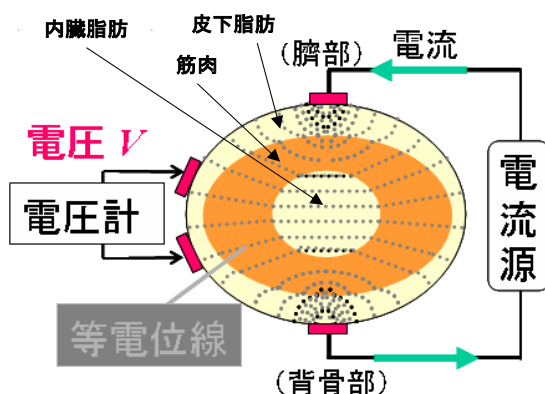 内臓脂肪
皮下脂肪
筋肉
（臍部）
電流
電圧 V
電圧計
電流源
等電位線
（背骨部）